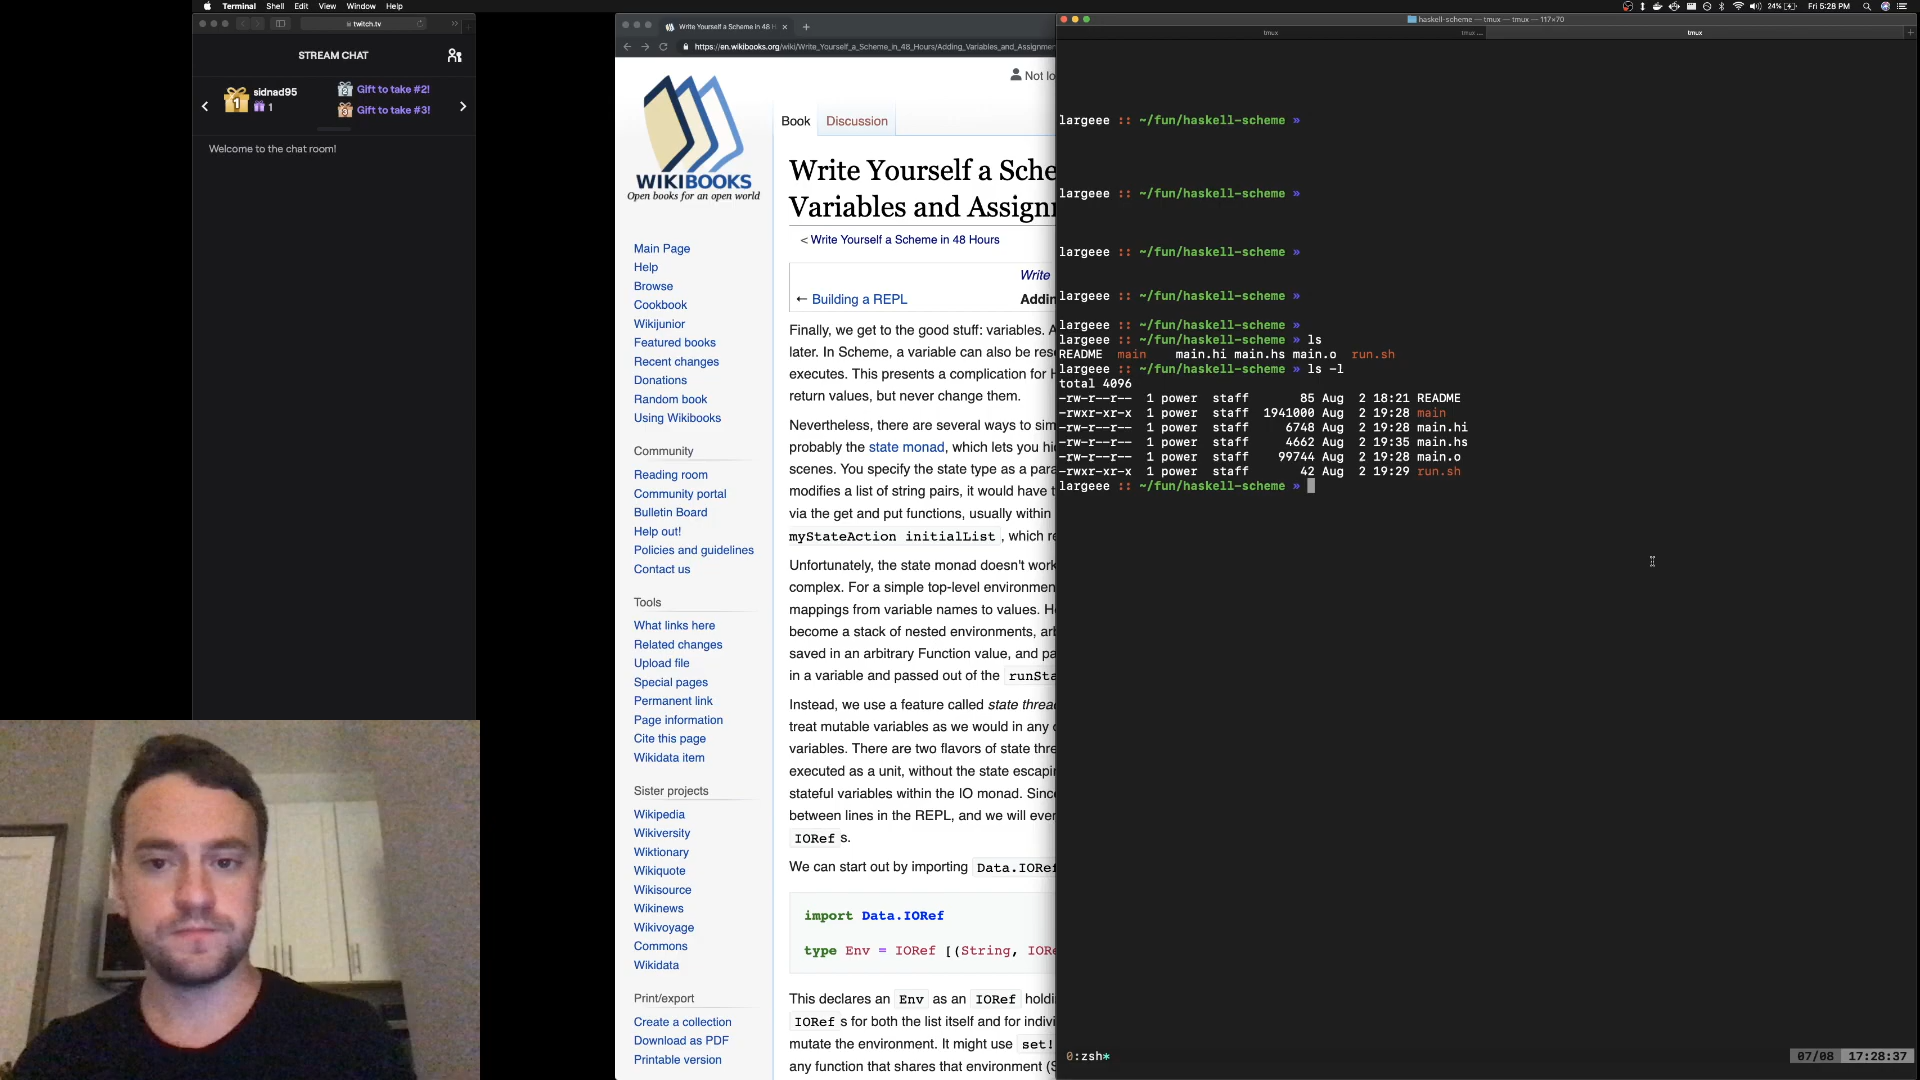 Terminal Shell Edit View Window Help
24% Fri 5:28 PM
twitch.tv
STREAM CHAT
1 sidnad95
1
2 Gift to take #2!
3 Gift to take #3!
Welcome to the chat room!
Write Yourself a Scheme in 48 H
https://en.wikibooks.org/wiki/Write_Yourself_a_Scheme_in_48_Hours/Adding_Variables_and_Assignmen
WIKIBOOKS
Open books for an open world
Main Page
Help
Browse
Cookbook
Wikijunior
Featured books
Recent changes
Donations
Random book
Using Wikibooks
Community
Reading room
Community portal
Bulletin Board
Help out!
Policies and guidelines
Contact us
Tools
What links here
Related changes
Upload file
Special pages
Permanent link
Page information
Cite this page
Wikidata item
Sister projects
Wikipedia
Wikiversity
Wiktionary
Wikiquote
Wikisource
Wikinews
Wikivoyage
Commons
Wikidata
Print/export
Create a collection
Download as PDF
Printable version
Not lo
Book Discussion
Write Yourself a Sche
Variables and Assignm
< Write Yourself a Scheme in 48 Hours
Write
← Building a REPL Addin
Finally, we get to the good stuff: variables. A
later. In Scheme, a variable can also be res
executes. This presents a complication for H
return values, but never change them.
Nevertheless, there are several ways to sim
probably the state monad, which lets you hi
scenes. You specify the state type as a para
modifies a list of string pairs, it would have t
via the get and put functions, usually within
myStateAction initialList , which re
Unfortunately, the state monad doesn't work
complex. For a simple top-level environmen
mappings from variable names to values. Ho
become a stack of nested environments, arb
saved in an arbitrary Function value, and pa
in a variable and passed out of the runSta
Instead, we use a feature called state threa
treat mutable variables as we would in any o
variables. There are two flavors of state thre
executed as a unit, without the state escapin
stateful variables within the IO monad. Since
between lines in the REPL, and we will ever
IORef s.
We can start out by importing Data.IORef
import Data.IORef
type Env = IORef [(String, IORe
This declares an Env as an IORef holdi
IORef s for both the list itself and for indivi
mutate the environment. It might use set!
any function that shares that environment (S
haskell-scheme — tmux — tmux — 117×70
tmux tmux ... tmux
largeee :: ~/fun/haskell-scheme »
largeee :: ~/fun/haskell-scheme »
largeee :: ~/fun/haskell-scheme »
largeee :: ~/fun/haskell-scheme »
largeee :: ~/fun/haskell-scheme »
largeee :: ~/fun/haskell-scheme » ls
README main main.hi main.hs main.o run.sh
largeee :: ~/fun/haskell-scheme » ls -l
total 4096
-rw-r--r-- 1 power staff 85 Aug 2 18:21 README
-rwxr-xr-x 1 power staff 1941000 Aug 2 19:28 main
-rw-r--r-- 1 power staff 6748 Aug 2 19:28 main.hi
-rw-r--r-- 1 power staff 4662 Aug 2 19:35 main.hs
-rw-r--r-- 1 power staff 99744 Aug 2 19:28 main.o
-rwxr-xr-x 1 power staff 42 Aug 2 19:29 run.sh
largeee :: ~/fun/haskell-scheme »
0:zsh* 07/08 17:28:37